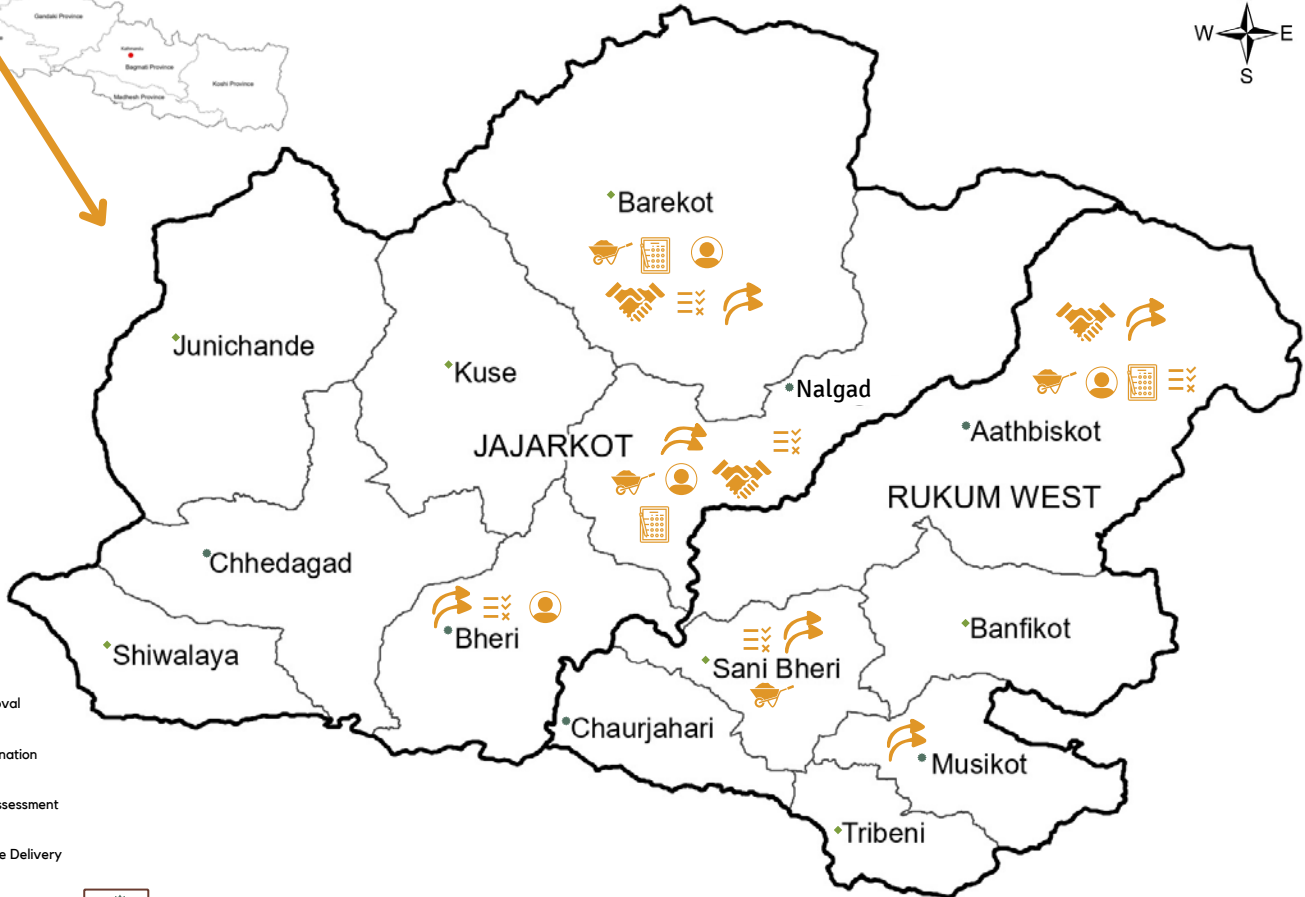 Gandaki Province
Kathmandu
Bagmati Province
Koshi Province
Madhesh Province
W
E
S
Barekot
Junichande
Kuse
Nalgad
JAJARKOT
Aathbiskot
RUKUM WEST
Chhedagad
Shiwalaya
Bheri
Sani Bheri
Banfikot
Chaurjahari
Musikot
Tribeni
oval
nation
ssessment
e Delivery